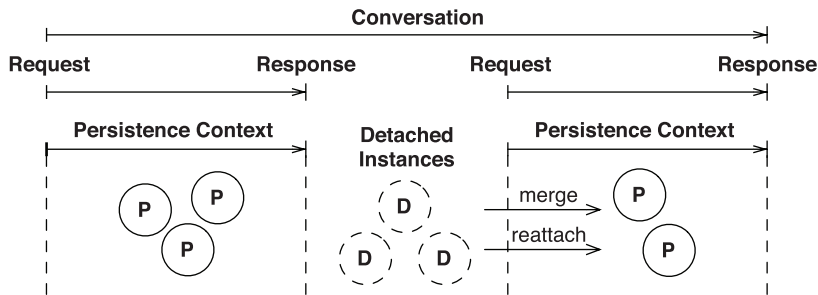 Conversation
Request
Response
Request
Response
Persistence Context
Detached
Instances
Persistence Context
P
P
P
D
D
D
merge
reattach
P
P